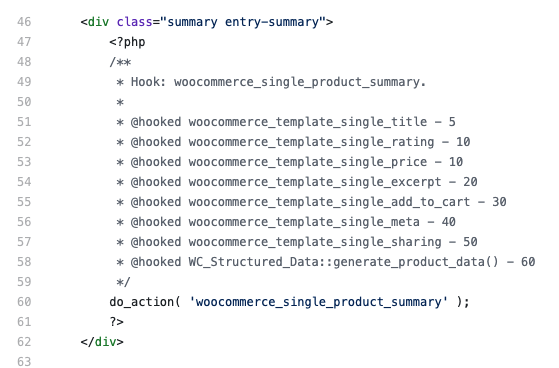 46 <div class="summary entry-summary">
47 <?php
48 /**
49 * Hook: woocommerce_single_product_summary.
50 *
51 * @hooked woocommerce_template_single_title - 5
52 * @hooked woocommerce_template_single_rating - 10
53 * @hooked woocommerce_template_single_price - 10
54 * @hooked woocommerce_template_single_excerpt - 20
55 * @hooked woocommerce_template_single_add_to_cart - 30
56 * @hooked woocommerce_template_single_meta - 40
57 * @hooked woocommerce_template_single_sharing - 50
58 * @hooked WC_Structured_Data::generate_product_data() - 60
59 */
60 do_action( 'woocommerce_single_product_summary' );
61 ?>
62 </div>
63